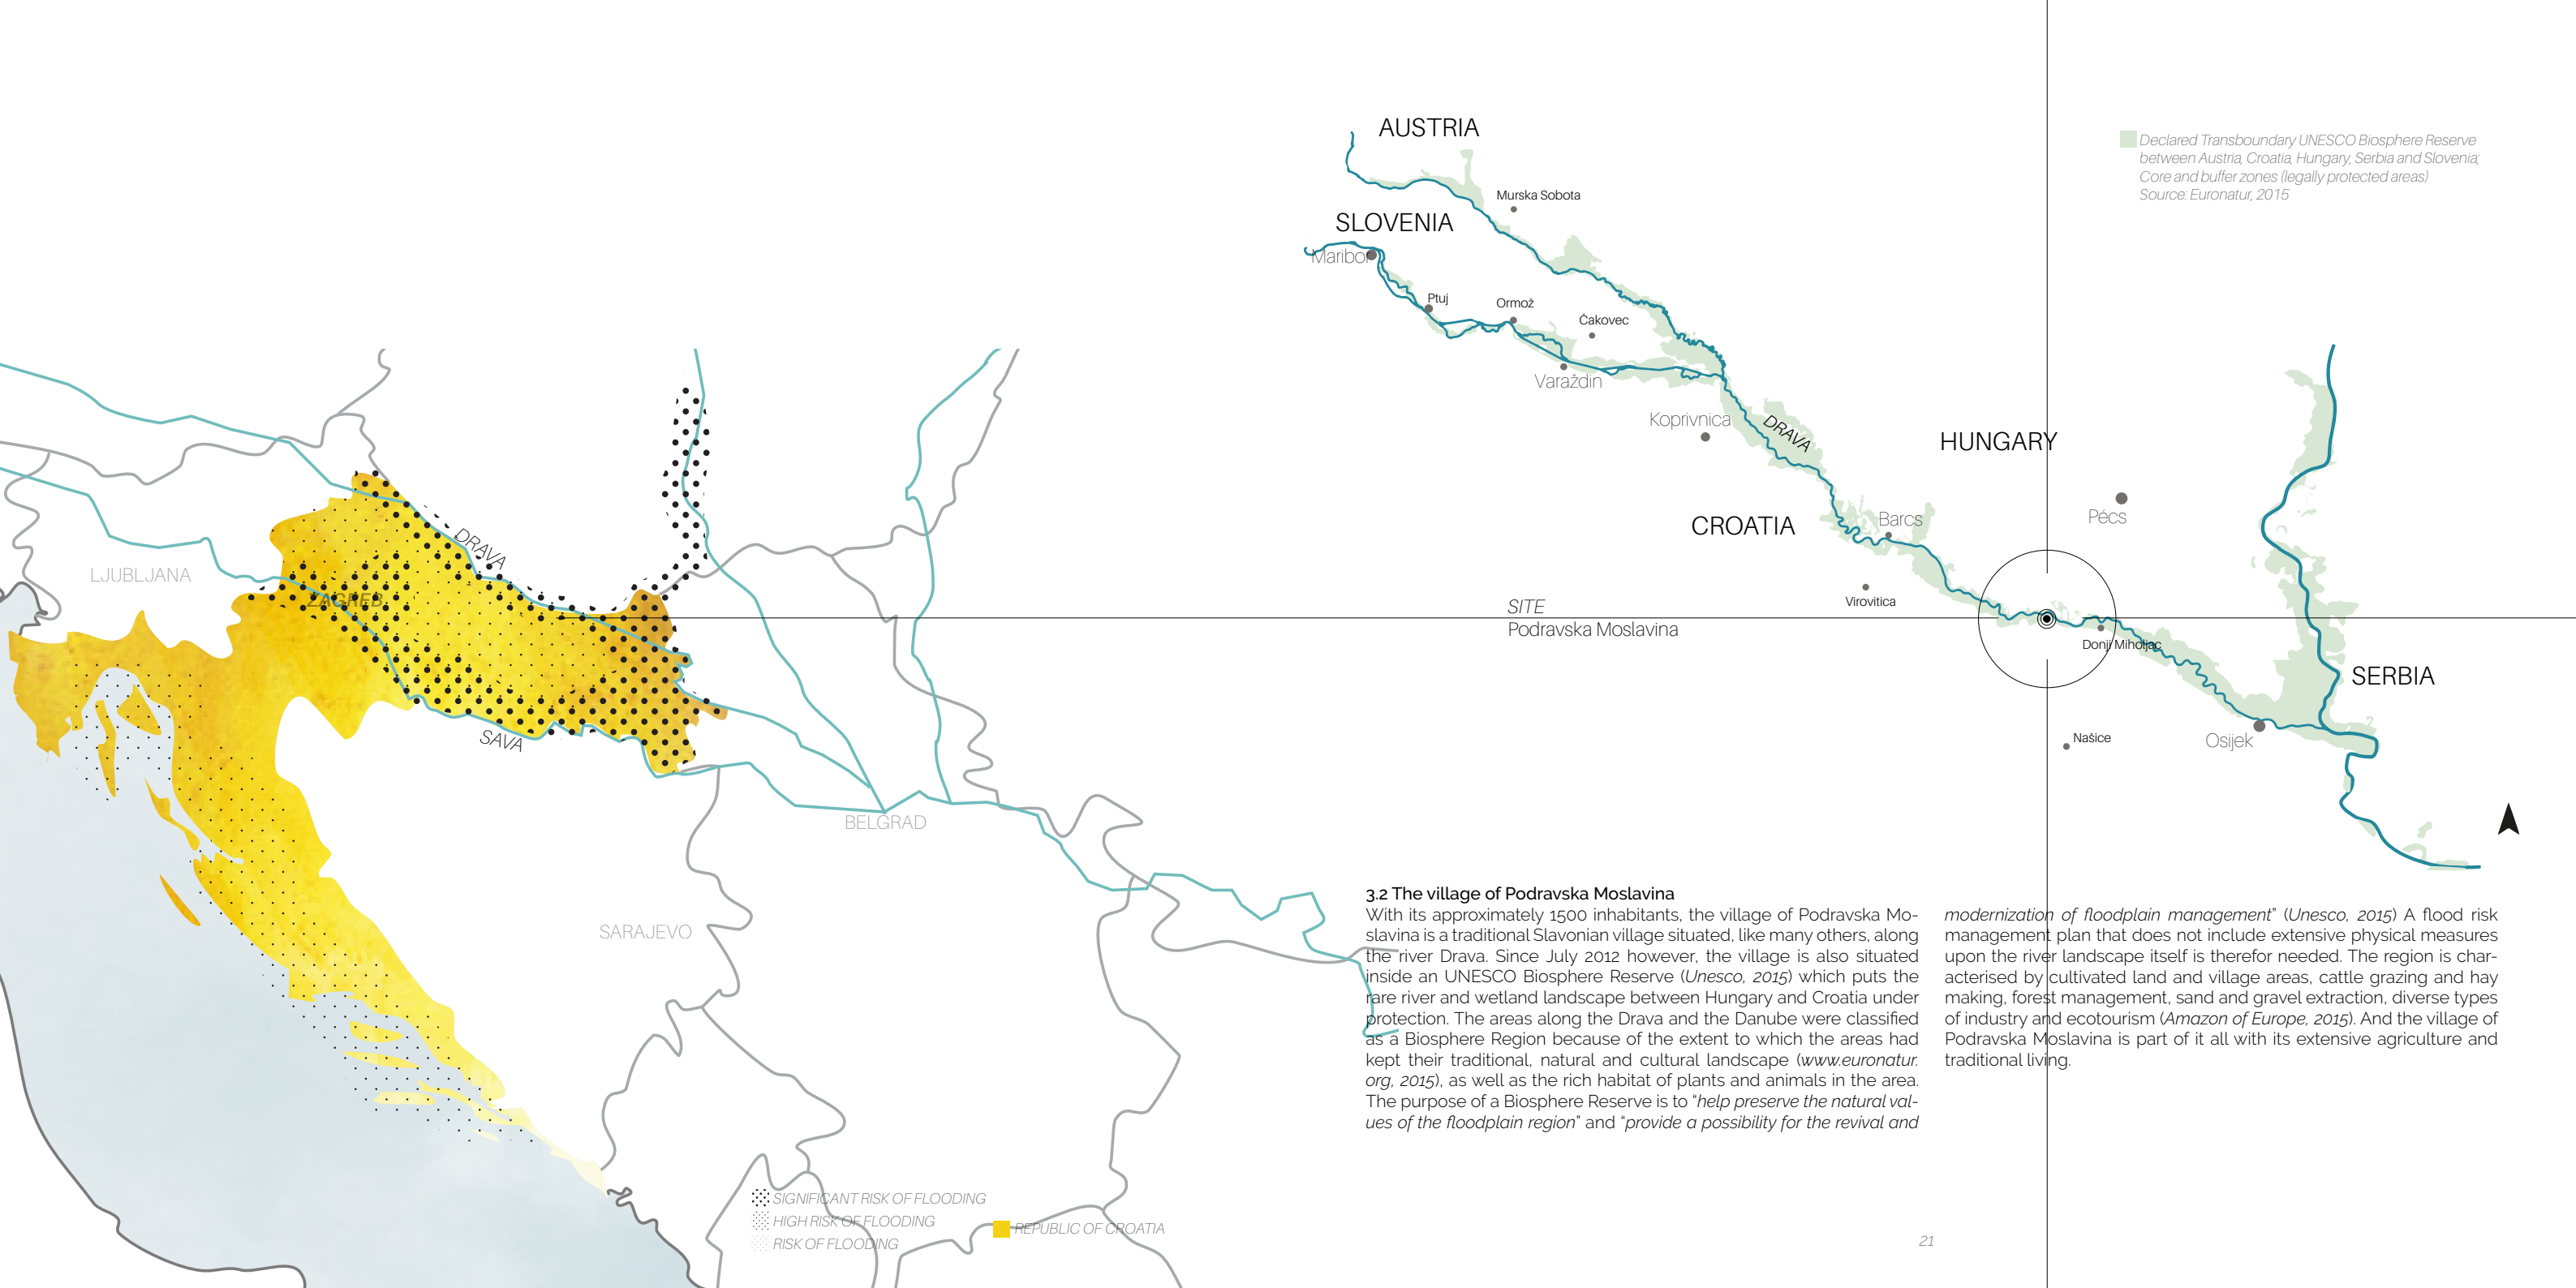 AUSTRIA
Declared Transboundary UNESCO Biosphere Reserve
between Austria, Croatia, Hungary, Serbia and Slovenia;
Core and buffer zones (legally protected areas)
Source: Euronatur, 2015
Murska Sobota
SLOVENIA
Maribor
Ptuj
Ormož
Čakovec
Varaždin
Koprivnica
DRAVA
HUNGARY
Pécs
CROATIA
Barcs
Virovitica
SITE
Podravska Moslavina
Donji Miholjac
SERBIA
Našice
Osijek
DRAVA
LJUBLJANA
ZAGREB
SAVA
BELGRAD
SARAJEVO
SIGNIFICANT RISK OF FLOODING
HIGH RISK OF FLOODING
RISK OF FLOODING
REPUBLIC OF CROATIA
3.2 The village of Podravska Moslavina
With its approximately 1500 inhabitants, the village of Podravska Mo-
slavina is a traditional Slavonian village situated, like many others, along
the river Drava. Since July 2012 however, the village is also situated
inside an UNESCO Biosphere Reserve (Unesco, 2015) which puts the
rare river and wetland landscape between Hungary and Croatia under
protection. The areas along the Drava and the Danube were classified
as a Biosphere Region because of the extent to which the areas had
kept their traditional, natural and cultural landscape (www.euronatur.
org, 2015), as well as the rich habitat of plants and animals in the area.
The purpose of a Biosphere Reserve is to “help preserve the natural val-
ues of the floodplain region” and “provide a possibility for the revival and
modernization of floodplain management” (Unesco, 2015) A flood risk
management plan that does not include extensive physical measures
upon the river landscape itself is therefor needed. The region is char-
acterised by cultivated land and village areas, cattle grazing and hay
making, forest management, sand and gravel extraction, diverse types
of industry and ecotourism (Amazon of Europe, 2015). And the village of
Podravska Moslavina is part of it all with its extensive agriculture and
traditional living.
21